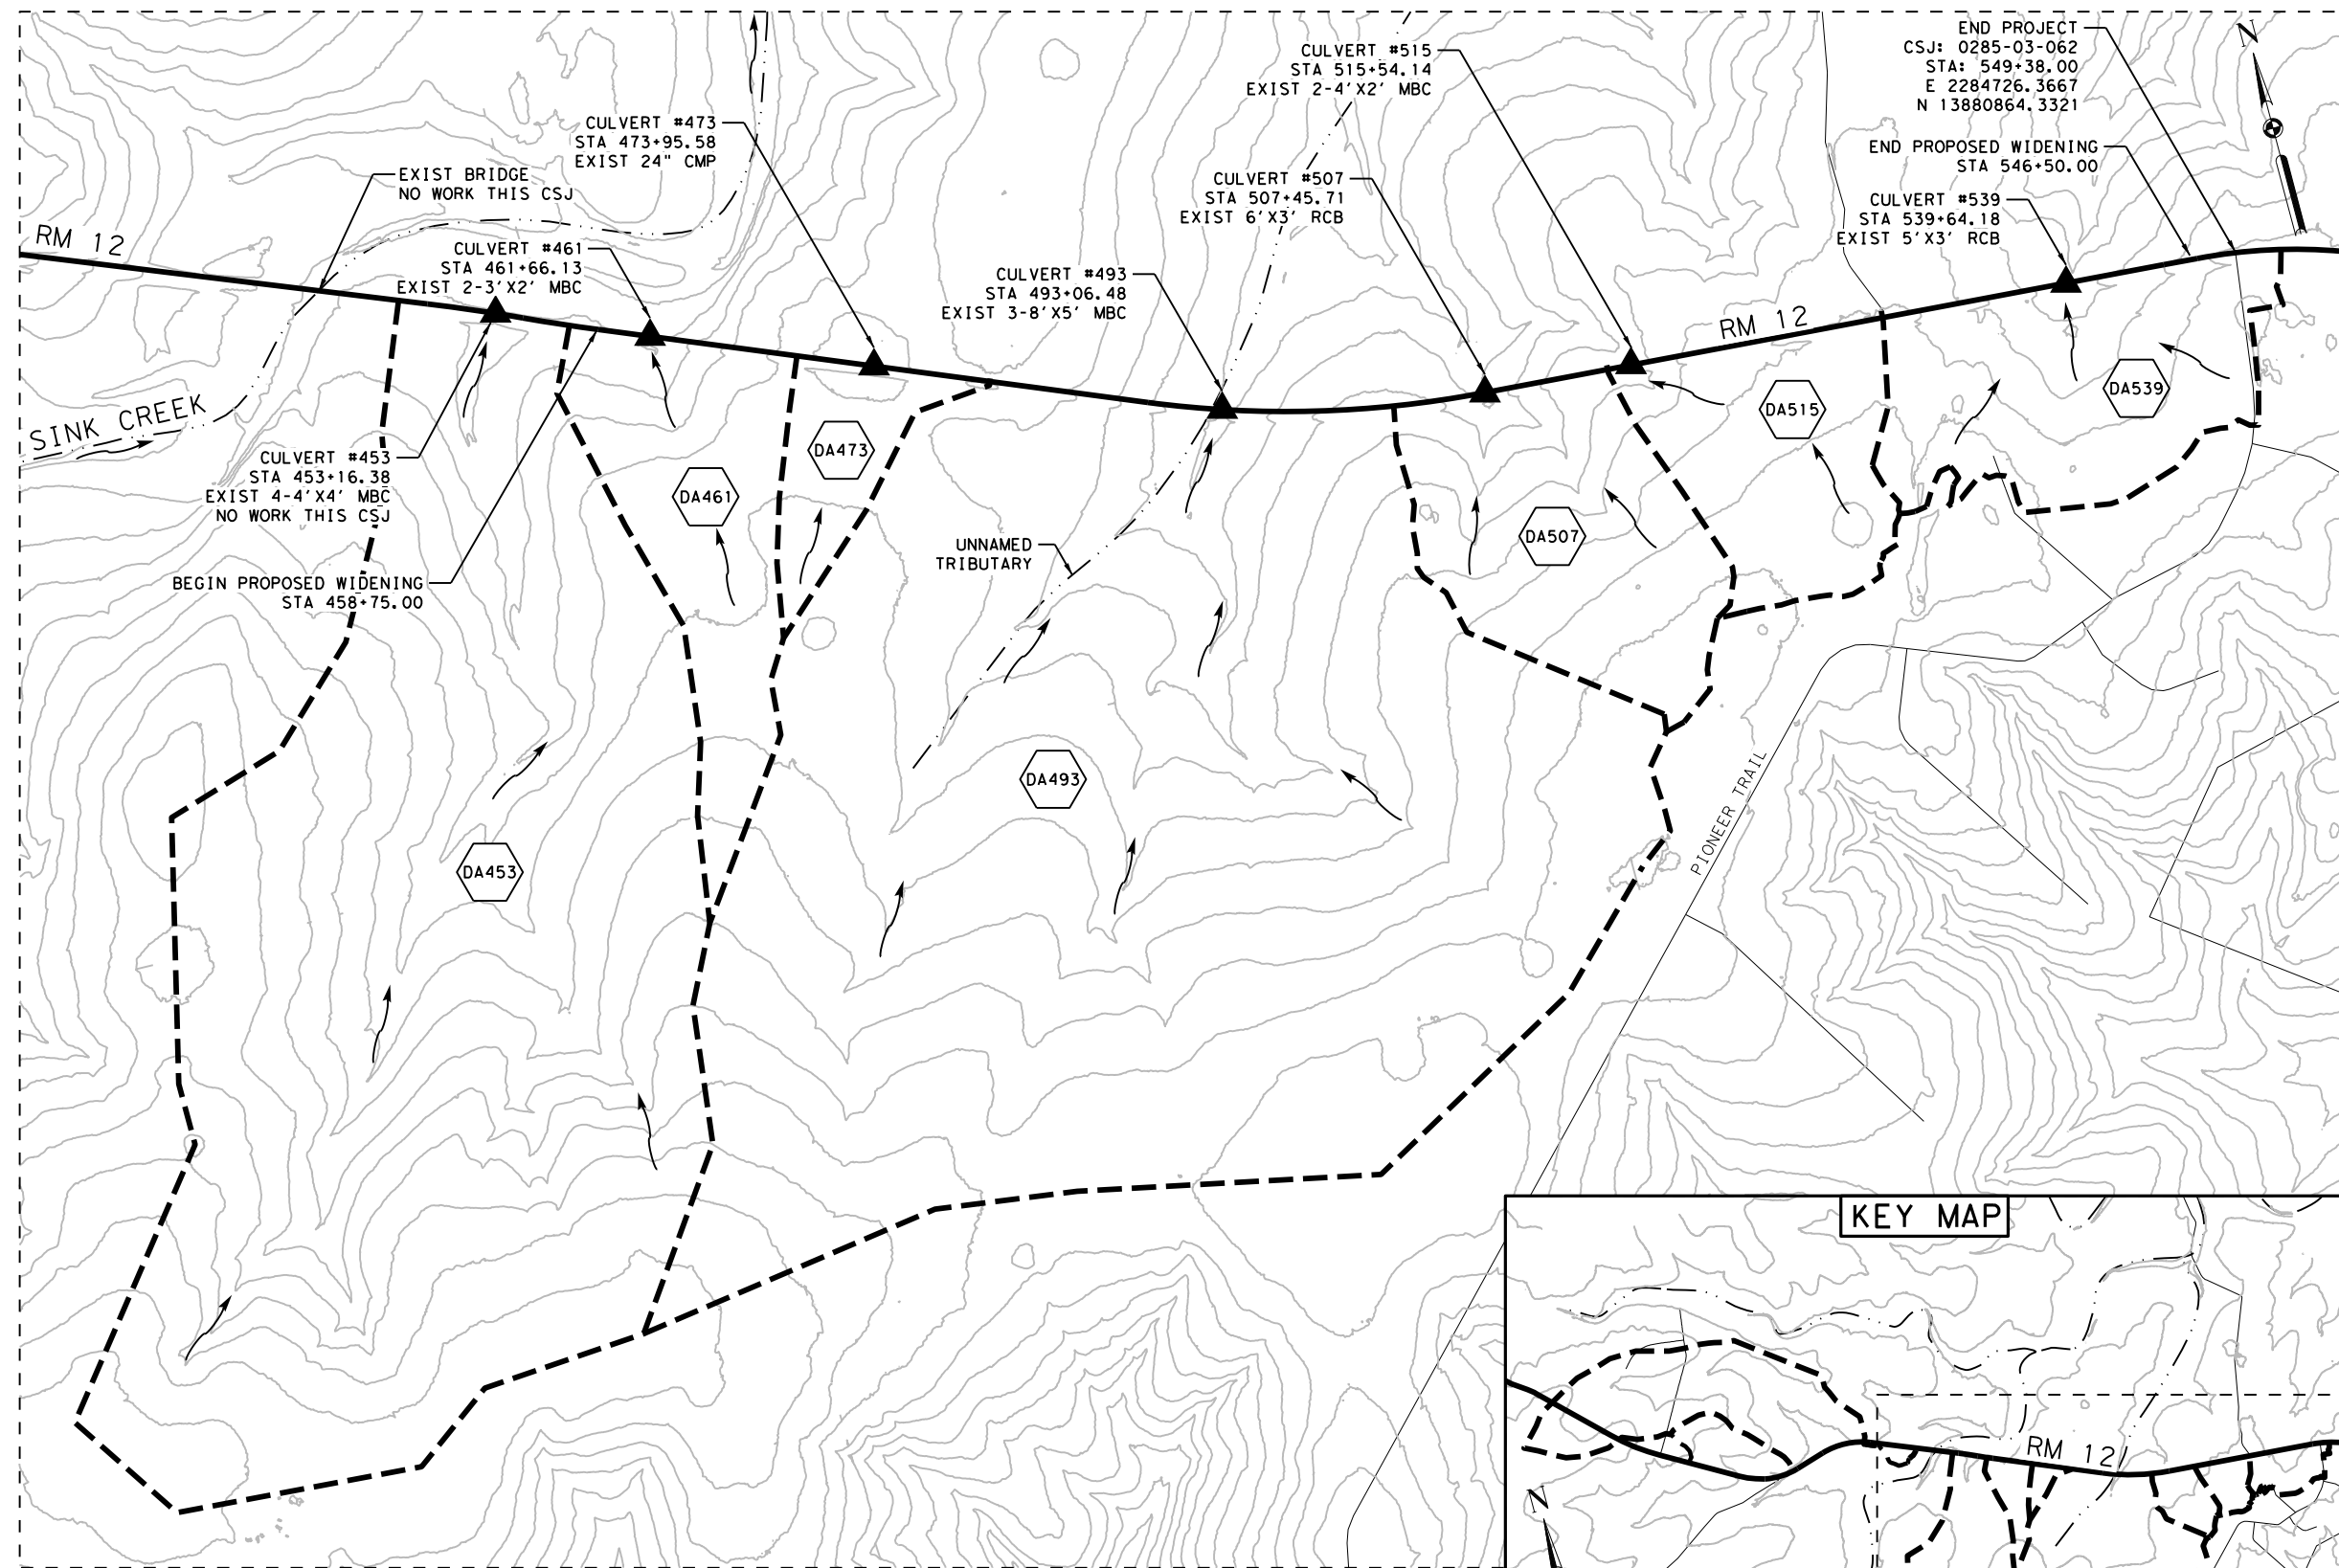 CULVERT #515
STA 515+54.14
EXIST 2-4'X2' MBC
END PROJECT
CSJ: 0285-03-062
STA: 549+38.00
E 2284726.3667
N 13880864.3321
N
CULVERT #473
STA 473+95.58
EXIST 24" CMP
END PROPOSED WIDENING
STA 546+50.00
EXIST BRIDGE
NO WORK THIS CSJ
CULVERT #507
STA 507+45.71
EXIST 6'X3' RCB
CULVERT #539
STA 539+64.18
EXIST 5'X3' RCB
RM 12
CULVERT #461
STA 461+66.13
EXIST 2-3'X2' MBC
CULVERT #493
STA 493+06.48
EXIST 3-8'X5' MBC
RM 12
DA539
DA515
SINK CREEK
DA473
CULVERT #453
STA 453+16.38
EXIST 4-4'X4' MBC
NO WORK THIS CSJ
DA461
DA507
UNNAMED
TRIBUTARY
BEGIN PROPOSED WIDENING
STA 458+75.00
DA493
PIONEER TRAIL
DA453
KEY MAP
RM 12
N